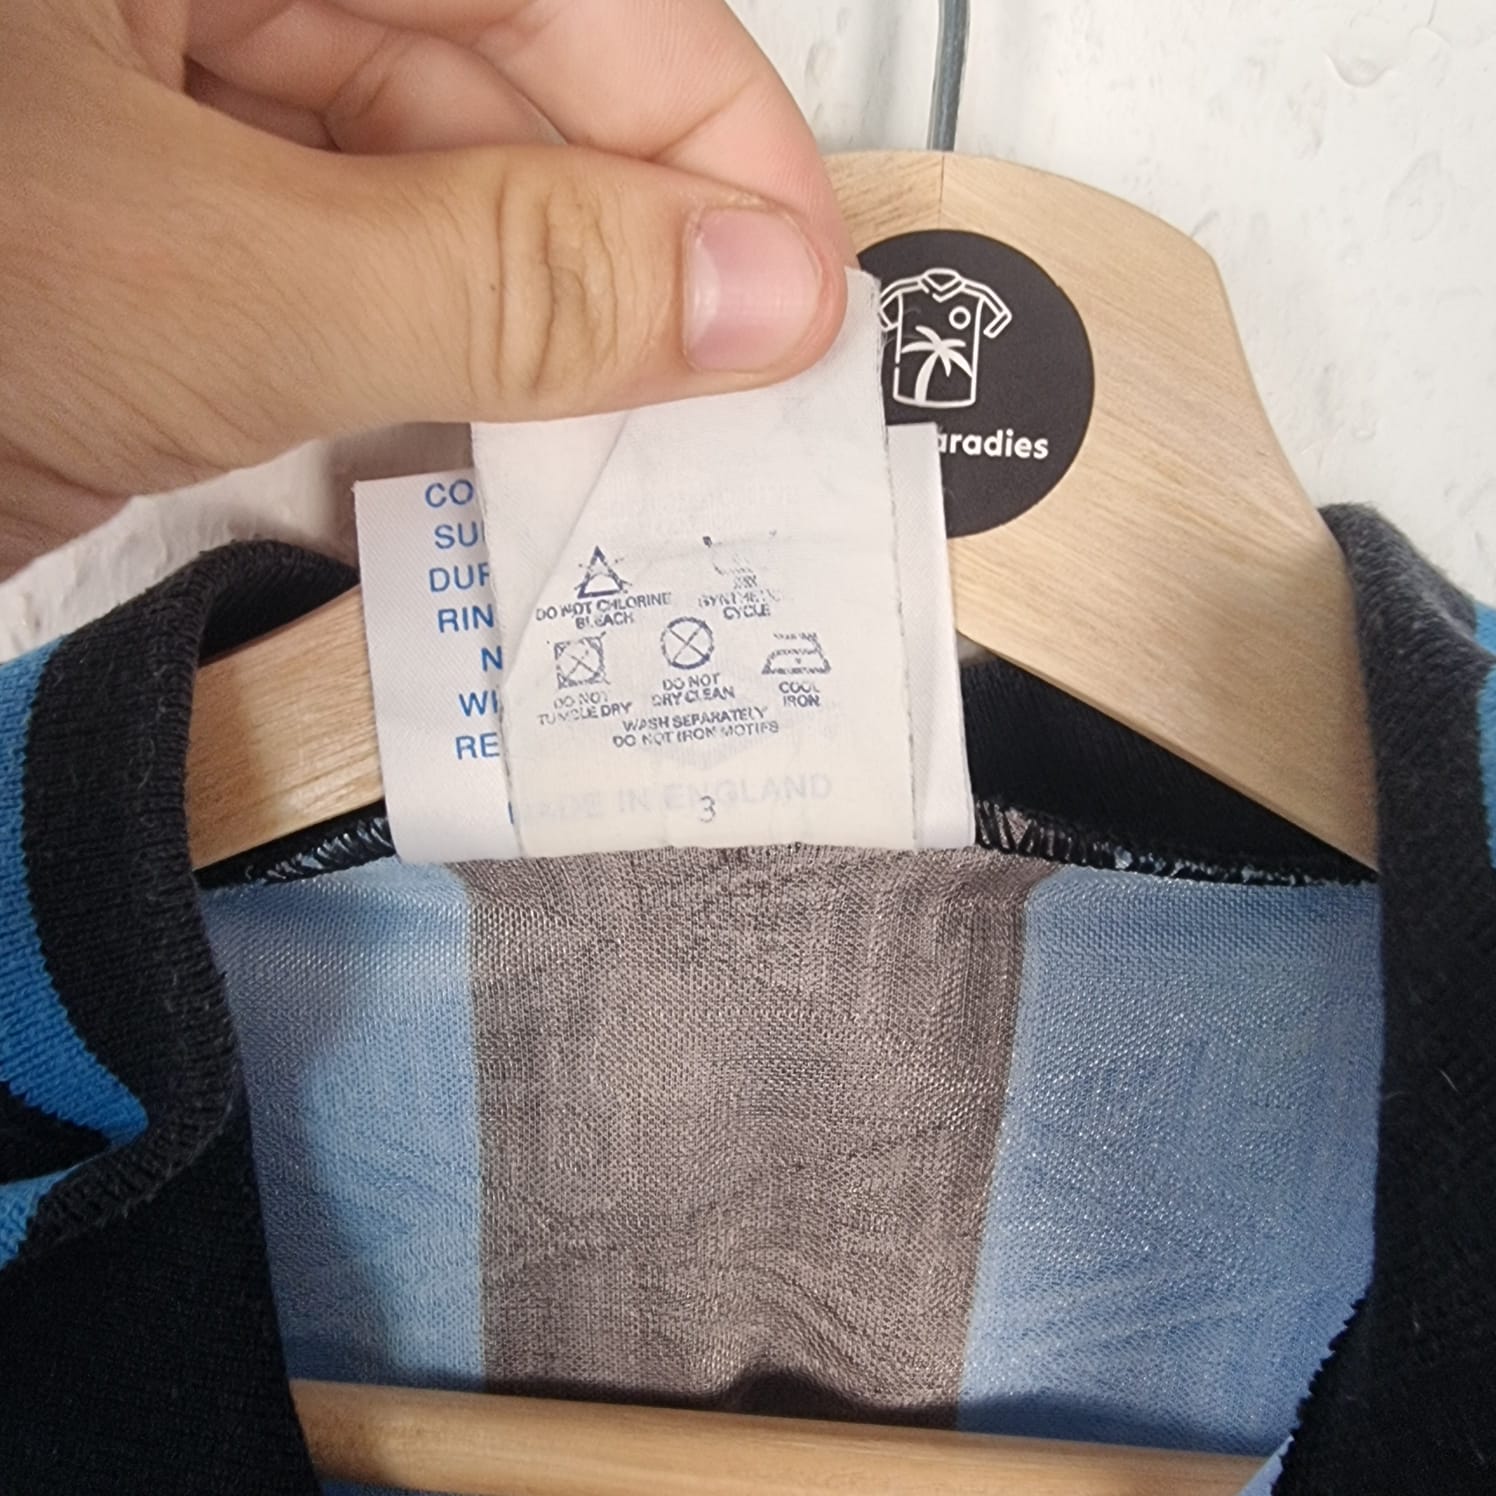 aradies
CO
SU
DUR
RIN
N
WI
RE
DO NOT CHLORINE
BLEACH
SYNTHETIC
CYCLE
DO NOT
TUMBLE DRY
DO NOT
DRY CLEAN
COOL
IRON
WASH SEPARATELY
DO NOT IRON MOTIFS
MADE IN ENGLAND
3